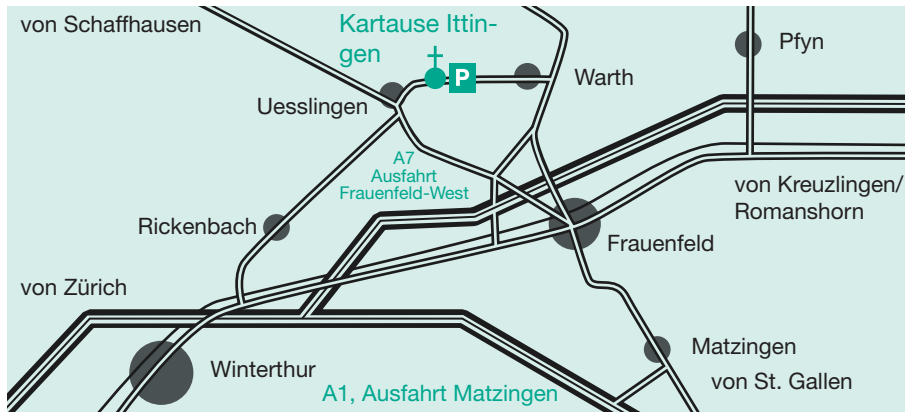 von Schaffhausen
Kartause Ittin-
gen
P
Pfyn
Warth
Uesslingen
A7
Ausfahrt
Frauenfeld-West
von Kreuzlingen/
Romanshorn
Rickenbach
Frauenfeld
von Zürich
Winterthur
Matzingen
von St. Gallen
A1, Ausfahrt Matzingen